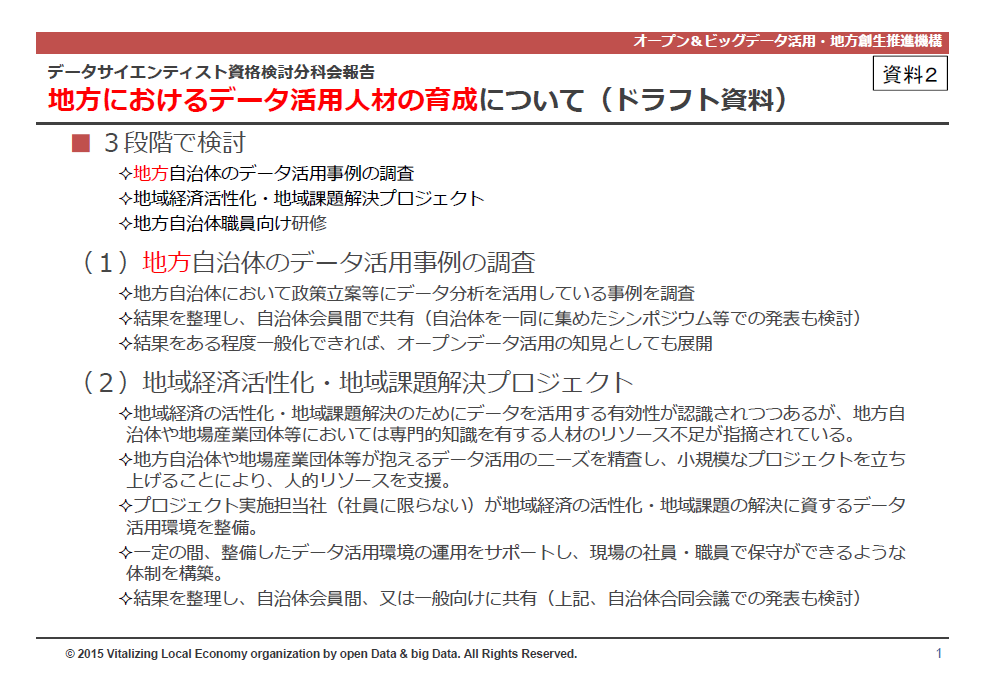 オープン＆ビッグデータ活用・地方創生推進機構
データサイエンティスト資格検討分科会報告
資料2
地方におけるデータ活用人材の育成について（ドラフト資料）
■ ３段階で検討
✧地方自治体のデータ活用事例の調査
✧地域経済活性化・地域課題解決プロジェクト
✧地方自治体職員向け研修
（１）地方自治体のデータ活用事例の調査
✧地方自治体において政策立案等にデータ分析を活用している事例を調査
✧結果を整理し、自治体会員間で共有（自治体を一同に集めたシンポジウム等での発表も検討）
✧結果をある程度一般化できれば、オープンデータ活用の知見としても展開
（２）地域経済活性化・地域課題解決プロジェクト
✧地域経済の活性化・地域課題解決のためにデータを活用する有効性が認識されつつあるが、地方自
治体や地場産業団体等においては専門的知識を有する人材のリソース不足が指摘されている。
✧地方自治体や地場産業団体等が抱えるデータ活用のニーズを精査し、小規模なプロジェクトを立ち
上げることにより、人的リソースを支援。
✧プロジェクト実施担当社（社員に限らない）が地域経済の活性化・地域課題の解決に資するデータ
活用環境を整備。
✧一定の間、整備したデータ活用環境の運用をサポートし、現場の社員・職員で保守ができるような
体制を構築。
✧結果を整理し、自治体会員間、又は一般向けに共有（上記、自治体合同会議での発表も検討）
© 2015 Vitalizing Local Economy organization by open Data & big Data. All Rights Reserved.
1